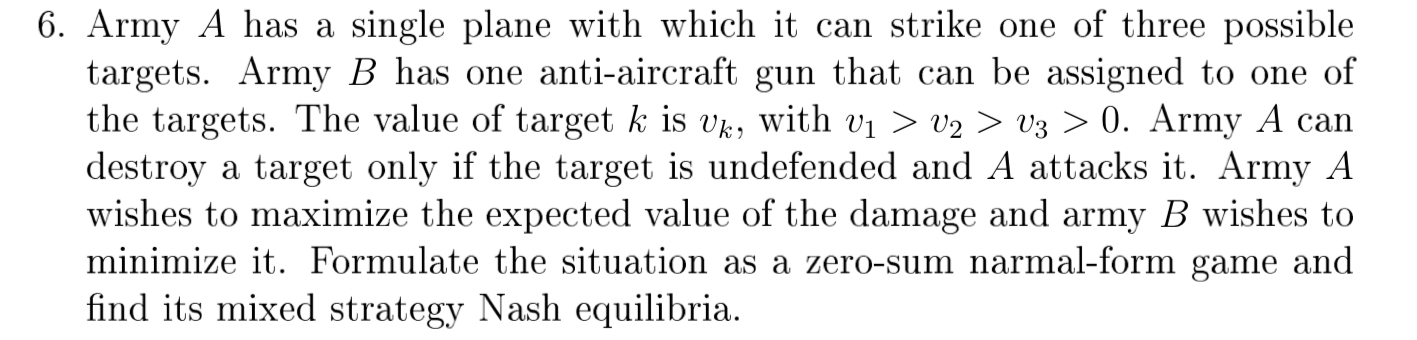 6. Army A has a single plane with which it can strike one of three possible
targets. Army B has one anti-aircraft gun that can be assigned to one of
the targets. The value of target k is vₖ, with v₁ > v₂ > v₃ > 0. Army A can
destroy a target only if the target is undefended and A attacks it. Army A
wishes to maximize the expected value of the damage and army B wishes to
minimize it. Formulate the situation as a zero-sum narmal-form game and
find its mixed strategy Nash equilibria.